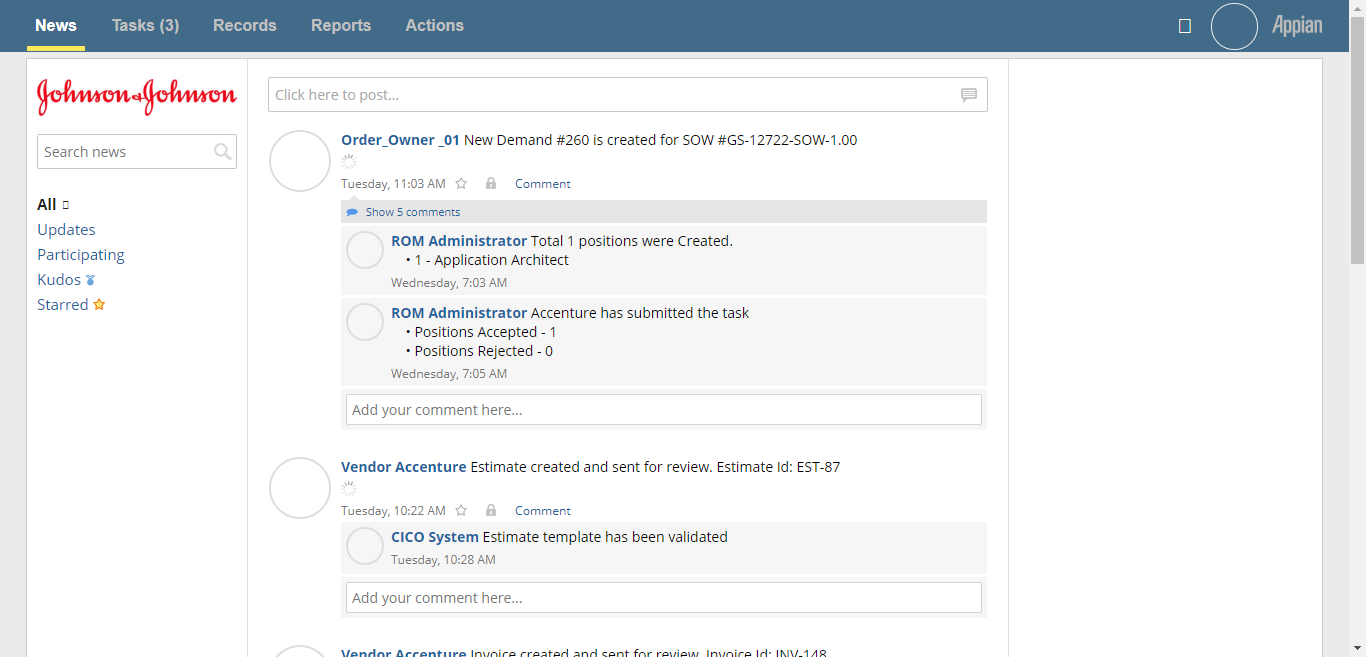 News
Tasks (3)
Records
Reports
Actions
Appian
Johnson & Johnson
Search news
All
Updates
Participating
Kudos
Starred
Click here to post...
Order_Owner _01 New Demand #260 is created for SOW #GS-12722-SOW-1.00
Tuesday, 11:03 AM
Comment
Show 5 comments
ROM Administrator Total 1 positions were Created.
• 1 - Application Architect
Wednesday, 7:03 AM
ROM Administrator Accenture has submitted the task
• Positions Accepted - 1
• Positions Rejected - 0
Wednesday, 7:05 AM
Add your comment here...
Vendor Accenture Estimate created and sent for review. Estimate Id: EST-87
Tuesday, 10:22 AM
Comment
CICO System Estimate template has been validated
Tuesday, 10:28 AM
Add your comment here...
Vendor Accenture Invoice created and sent for review. Invoice Id: INV-148